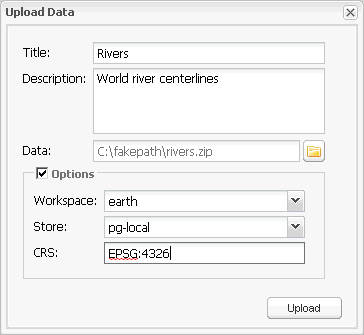 Upload Data
Title: Rivers
Description: World river centerlines
Data: C:\fakepath\rivers.zip
Options
Workspace: earth
Store: pg-local
CRS: EPSG:4326
Upload